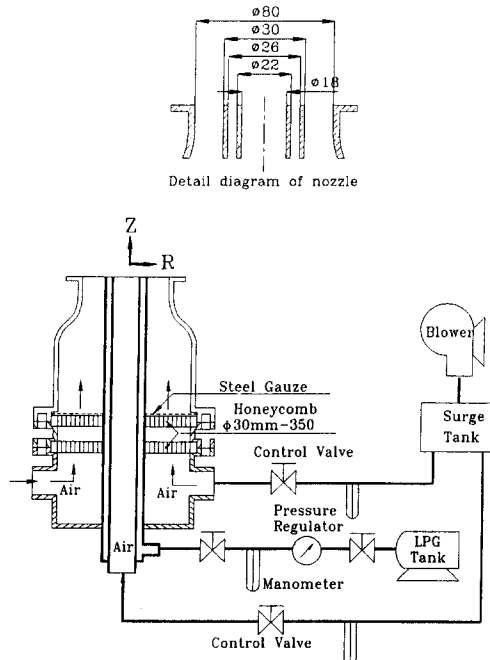 ø80
ø30
ø26
ø22
ø18
Detail diagram of nozzle
Z
R
Blower
Steel Gauze
Honeycomb
ϕ30mm-350
Surge
Tank
Control Valve
Air
Air
Pressure
Regulator
Air
LPG
Tank
Manometer
Control Valve